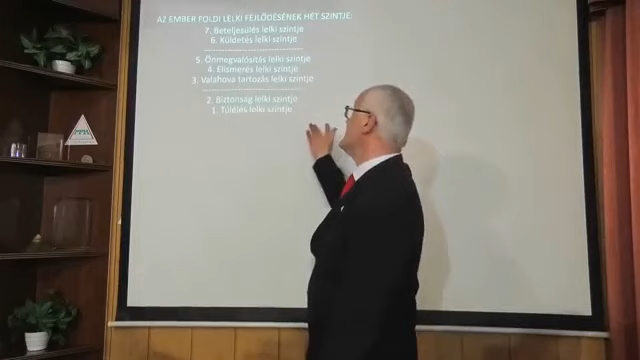 AZ EMBER FÖLDI LELKI FEJLŐDÉSÉNEK HÉT SZINTJE:
7. Beteljesülés lelki szintje
6. Küldetés lelki szintje
5. Önmegvalósítás lelki szintje
4. Elismerés lelki szintje
3. Valahova tartozás lelki szintje
2. Biztonság lelki szintje
1. Túlélés lelki szintje